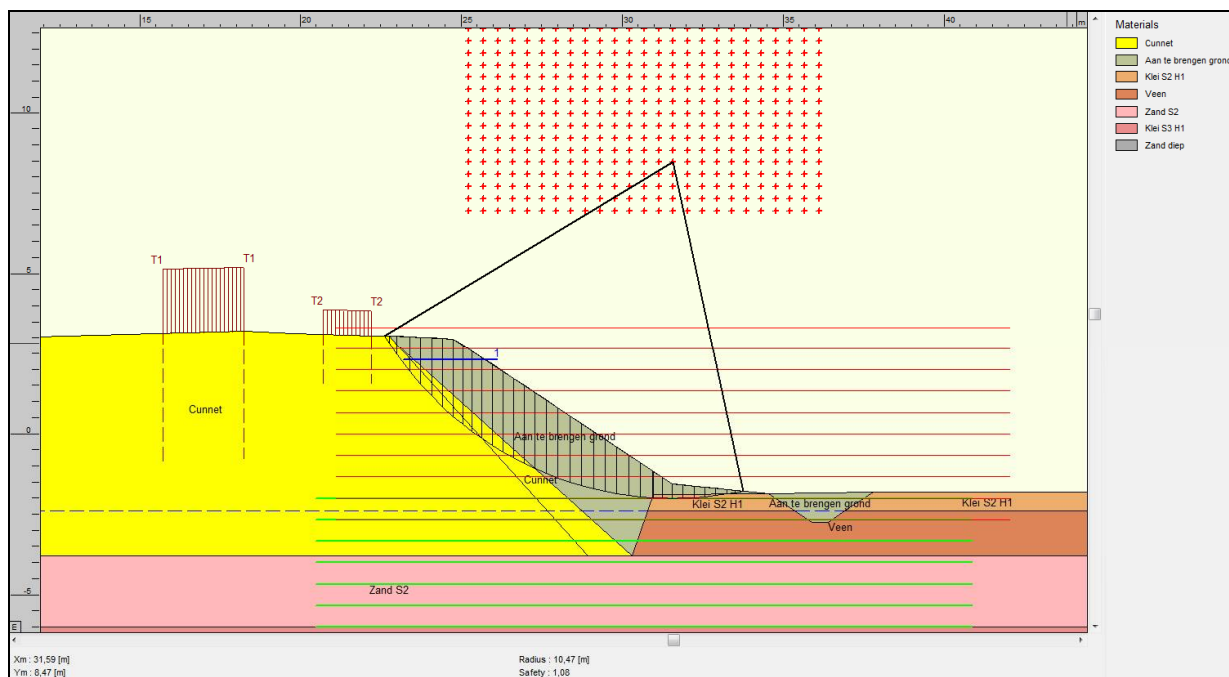 15 20 25 30 35 40 m
Materials
Cunnet
Aan te brengen grond
Klei S2 H1
Veen
Zand S2
Klei S3 H1
Zand diep
10
T1 T1
5
T2 T2
1
Cunnet
0
Aan te brengen grond
Cunnet
Klei S2 H1 Aan te brengen grond Klei S2 H1
Veen
-5
Zand S2
E
Xm : 31,59 [m] Radius : 10,47 [m]
Ym : 8,47 [m] Safety : 1,08